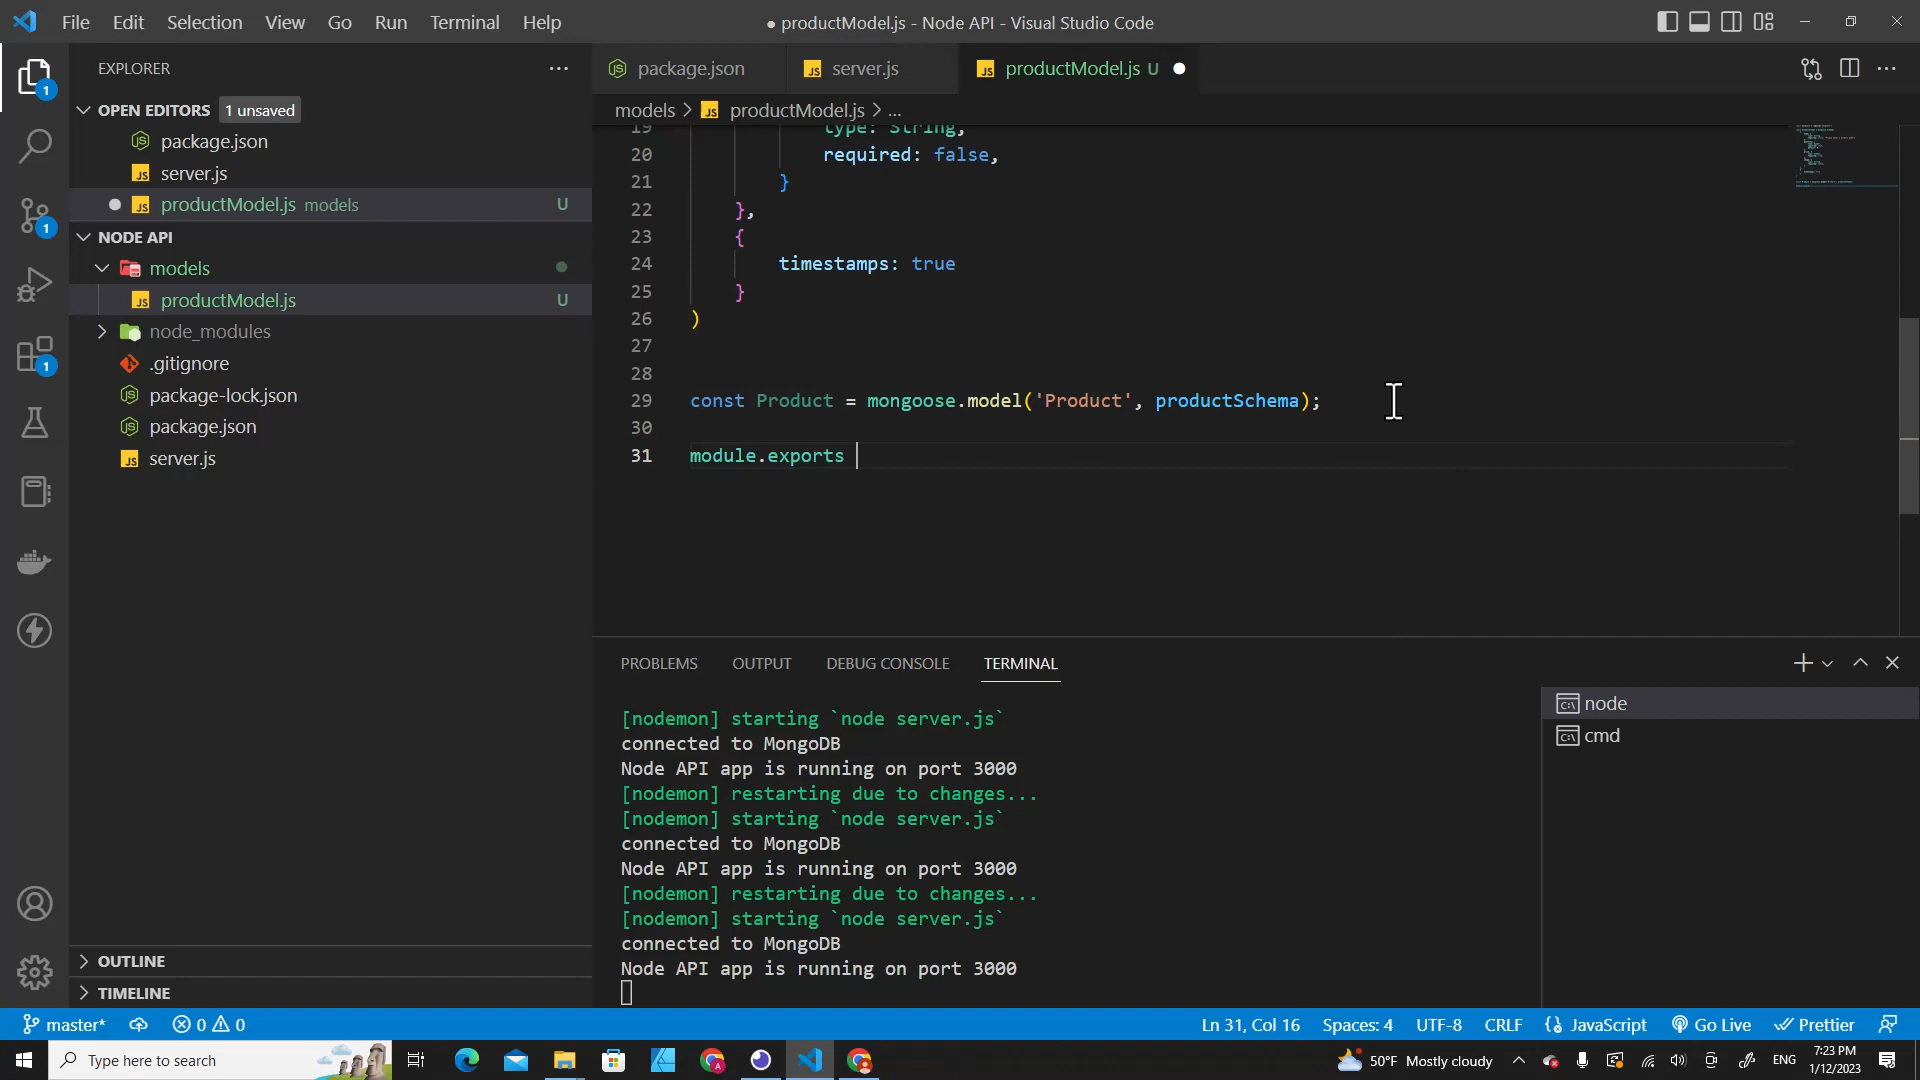 File Edit Selection View Go Run Terminal Help
● productModel.js - Node API - Visual Studio Code
EXPLORER
OPEN EDITORS 1 unsaved
package.json
server.js
productModel.js models U
NODE API
models
productModel.js U
node_modules
.gitignore
package-lock.json
package.json
server.js
OUTLINE
TIMELINE
1
1
1
package.json server.js productModel.js U
models > productModel.js > ...
19 type: String,
20 required: false,
21 }
22 },
23 {
24 timestamps: true
25 }
26 )
27
28
29 const Product = mongoose.model('Product', productSchema);
30
31 module.exports
PROBLEMS OUTPUT DEBUG CONSOLE TERMINAL
[nodemon] starting `node server.js`
connected to MongoDB
Node API app is running on port 3000
[nodemon] restarting due to changes...
[nodemon] starting `node server.js`
connected to MongoDB
Node API app is running on port 3000
[nodemon] restarting due to changes...
[nodemon] starting `node server.js`
connected to MongoDB
Node API app is running on port 3000
node
cmd
master* 0 0 Ln 31, Col 16 Spaces: 4 UTF-8 CRLF JavaScript Go Live Prettier
Type here to search
50°F Mostly cloudy ENG 7:23 PM
1/12/2023